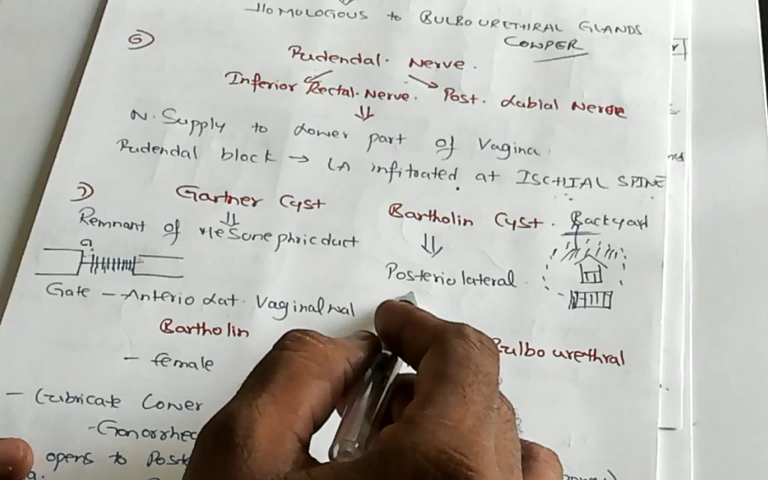 HOMOLOGOUS to BULBOURETHRAL GLANDS
COWPER
6)
Pudendal Nerve.
Inferior Rectal Nerve. Post. Labial Nerve
N. Supply to Lower part of Vagina
Pudendal block → LA infitrated at ISCHIAL SPINE
Gartner Cyst
Bartholin Cyst. Backyard
Remnant of Mesonephric duct
Posterio lateral
Gate - Anterio Lat. Vaginal wal
Bartholin
Bulbo urethral
- female
- Lubricate Lower
- Gonorrhe
opens to Post